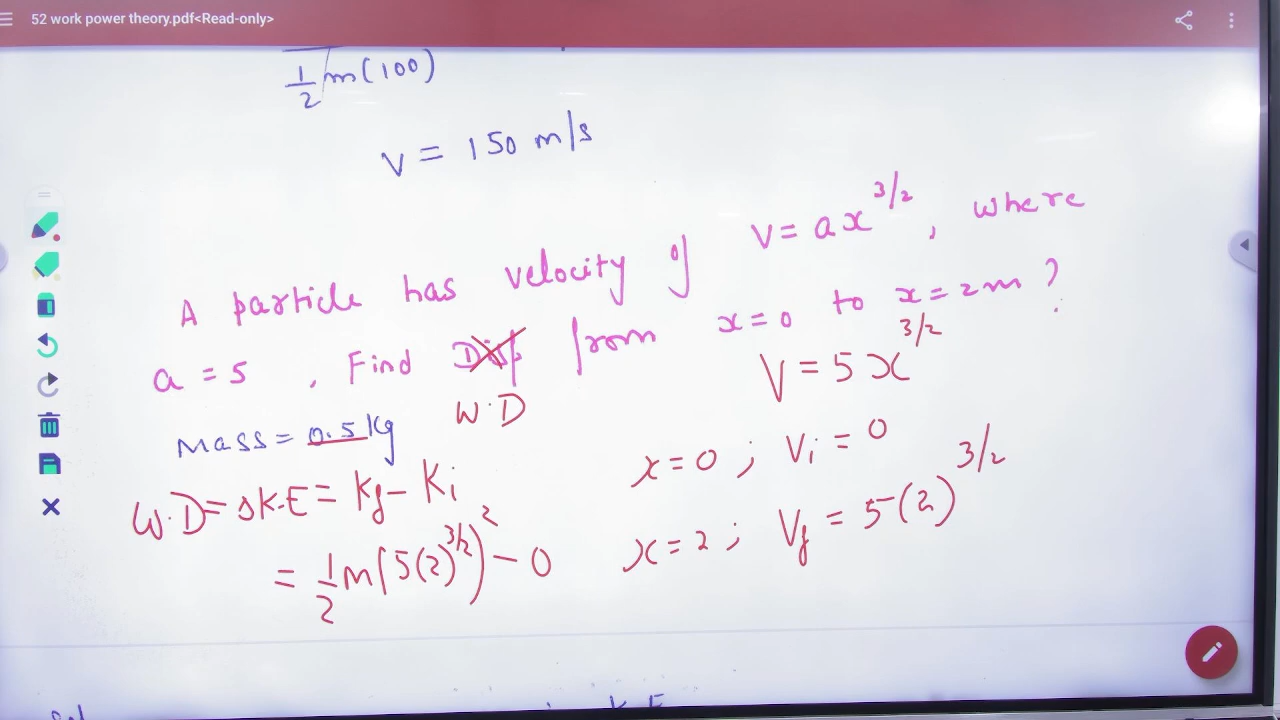 52 work power theory.pdf<Read-only>
1/2 m(100)
V = 150 m/s
A particle has velocity of V = ax^3/2, where
a = 5, Find Disp from x=0 to x=2m?
W.D
Mass = 0.5 kg
V = 5x^3/2
x=0; Vi = 0
W.D = ΔK.E = Kf - Ki
x=2; Vf = 5(2)^3/2
= 1/2 m(5(2)^3/2)^2 - 0